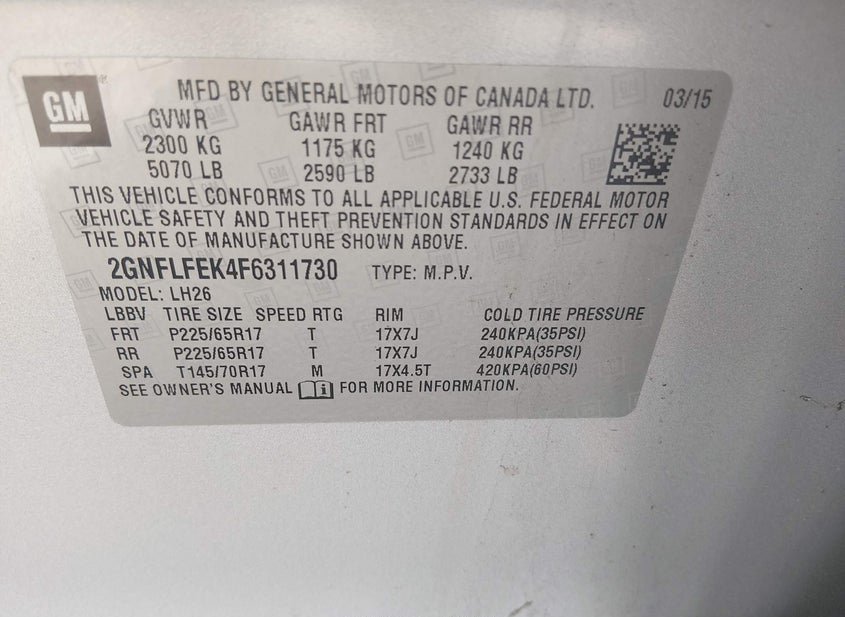 GM
MFD BY GENERAL MOTORS OF CANADA LTD. 03/15
GVWR GAWR FRT GAWR RR
2300 KG 1175 KG 1240 KG
5070 LB 2590 LB 2733 LB
THIS VEHICLE CONFORMS TO ALL APPLICABLE U.S. FEDERAL MOTOR
VEHICLE SAFETY AND THEFT PREVENTION STANDARDS IN EFFECT ON
THE DATE OF MANUFACTURE SHOWN ABOVE.
2GNFLFEK4F6311730 TYPE: M.P.V.
MODEL: LH26
LBBV TIRE SIZE SPEED RTG RIM COLD TIRE PRESSURE
FRT P225/65R17 T 17X7J 240KPA(35PSI)
RR P225/65R17 T 17X7J 240KPA(35PSI)
SPA T145/70R17 M 17X4.5T 420KPA(60PSI)
SEE OWNER'S MANUAL FOR MORE INFORMATION.